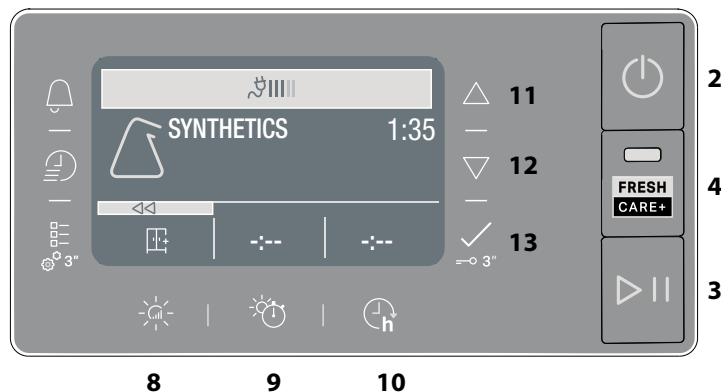 2
11
SYNTHETICS 1:35
12
FRESH
CARE+
4
-:-- -:--
13
3"
3"
3
h
8 9 10